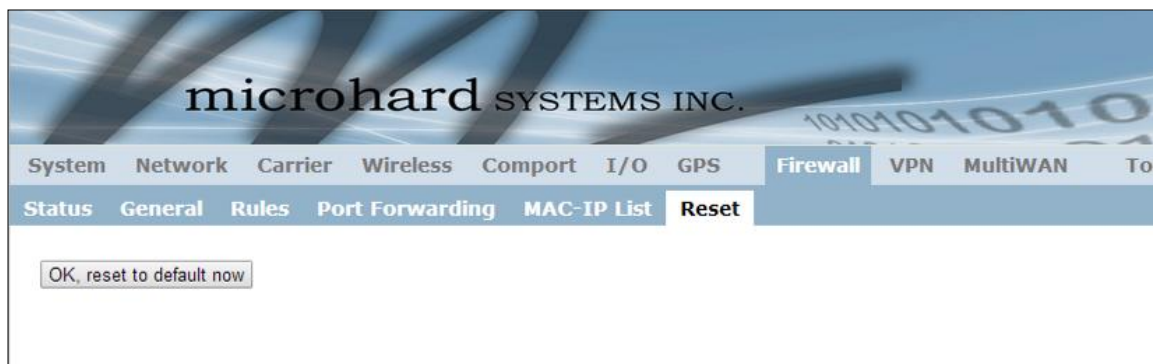 microhard SYSTEMS INC.
System Network Carrier Wireless Comport I/O GPS Firewall VPN MultiWAN
Status General Rules Port Forwarding MAC-IP List Reset
OK, reset to default now